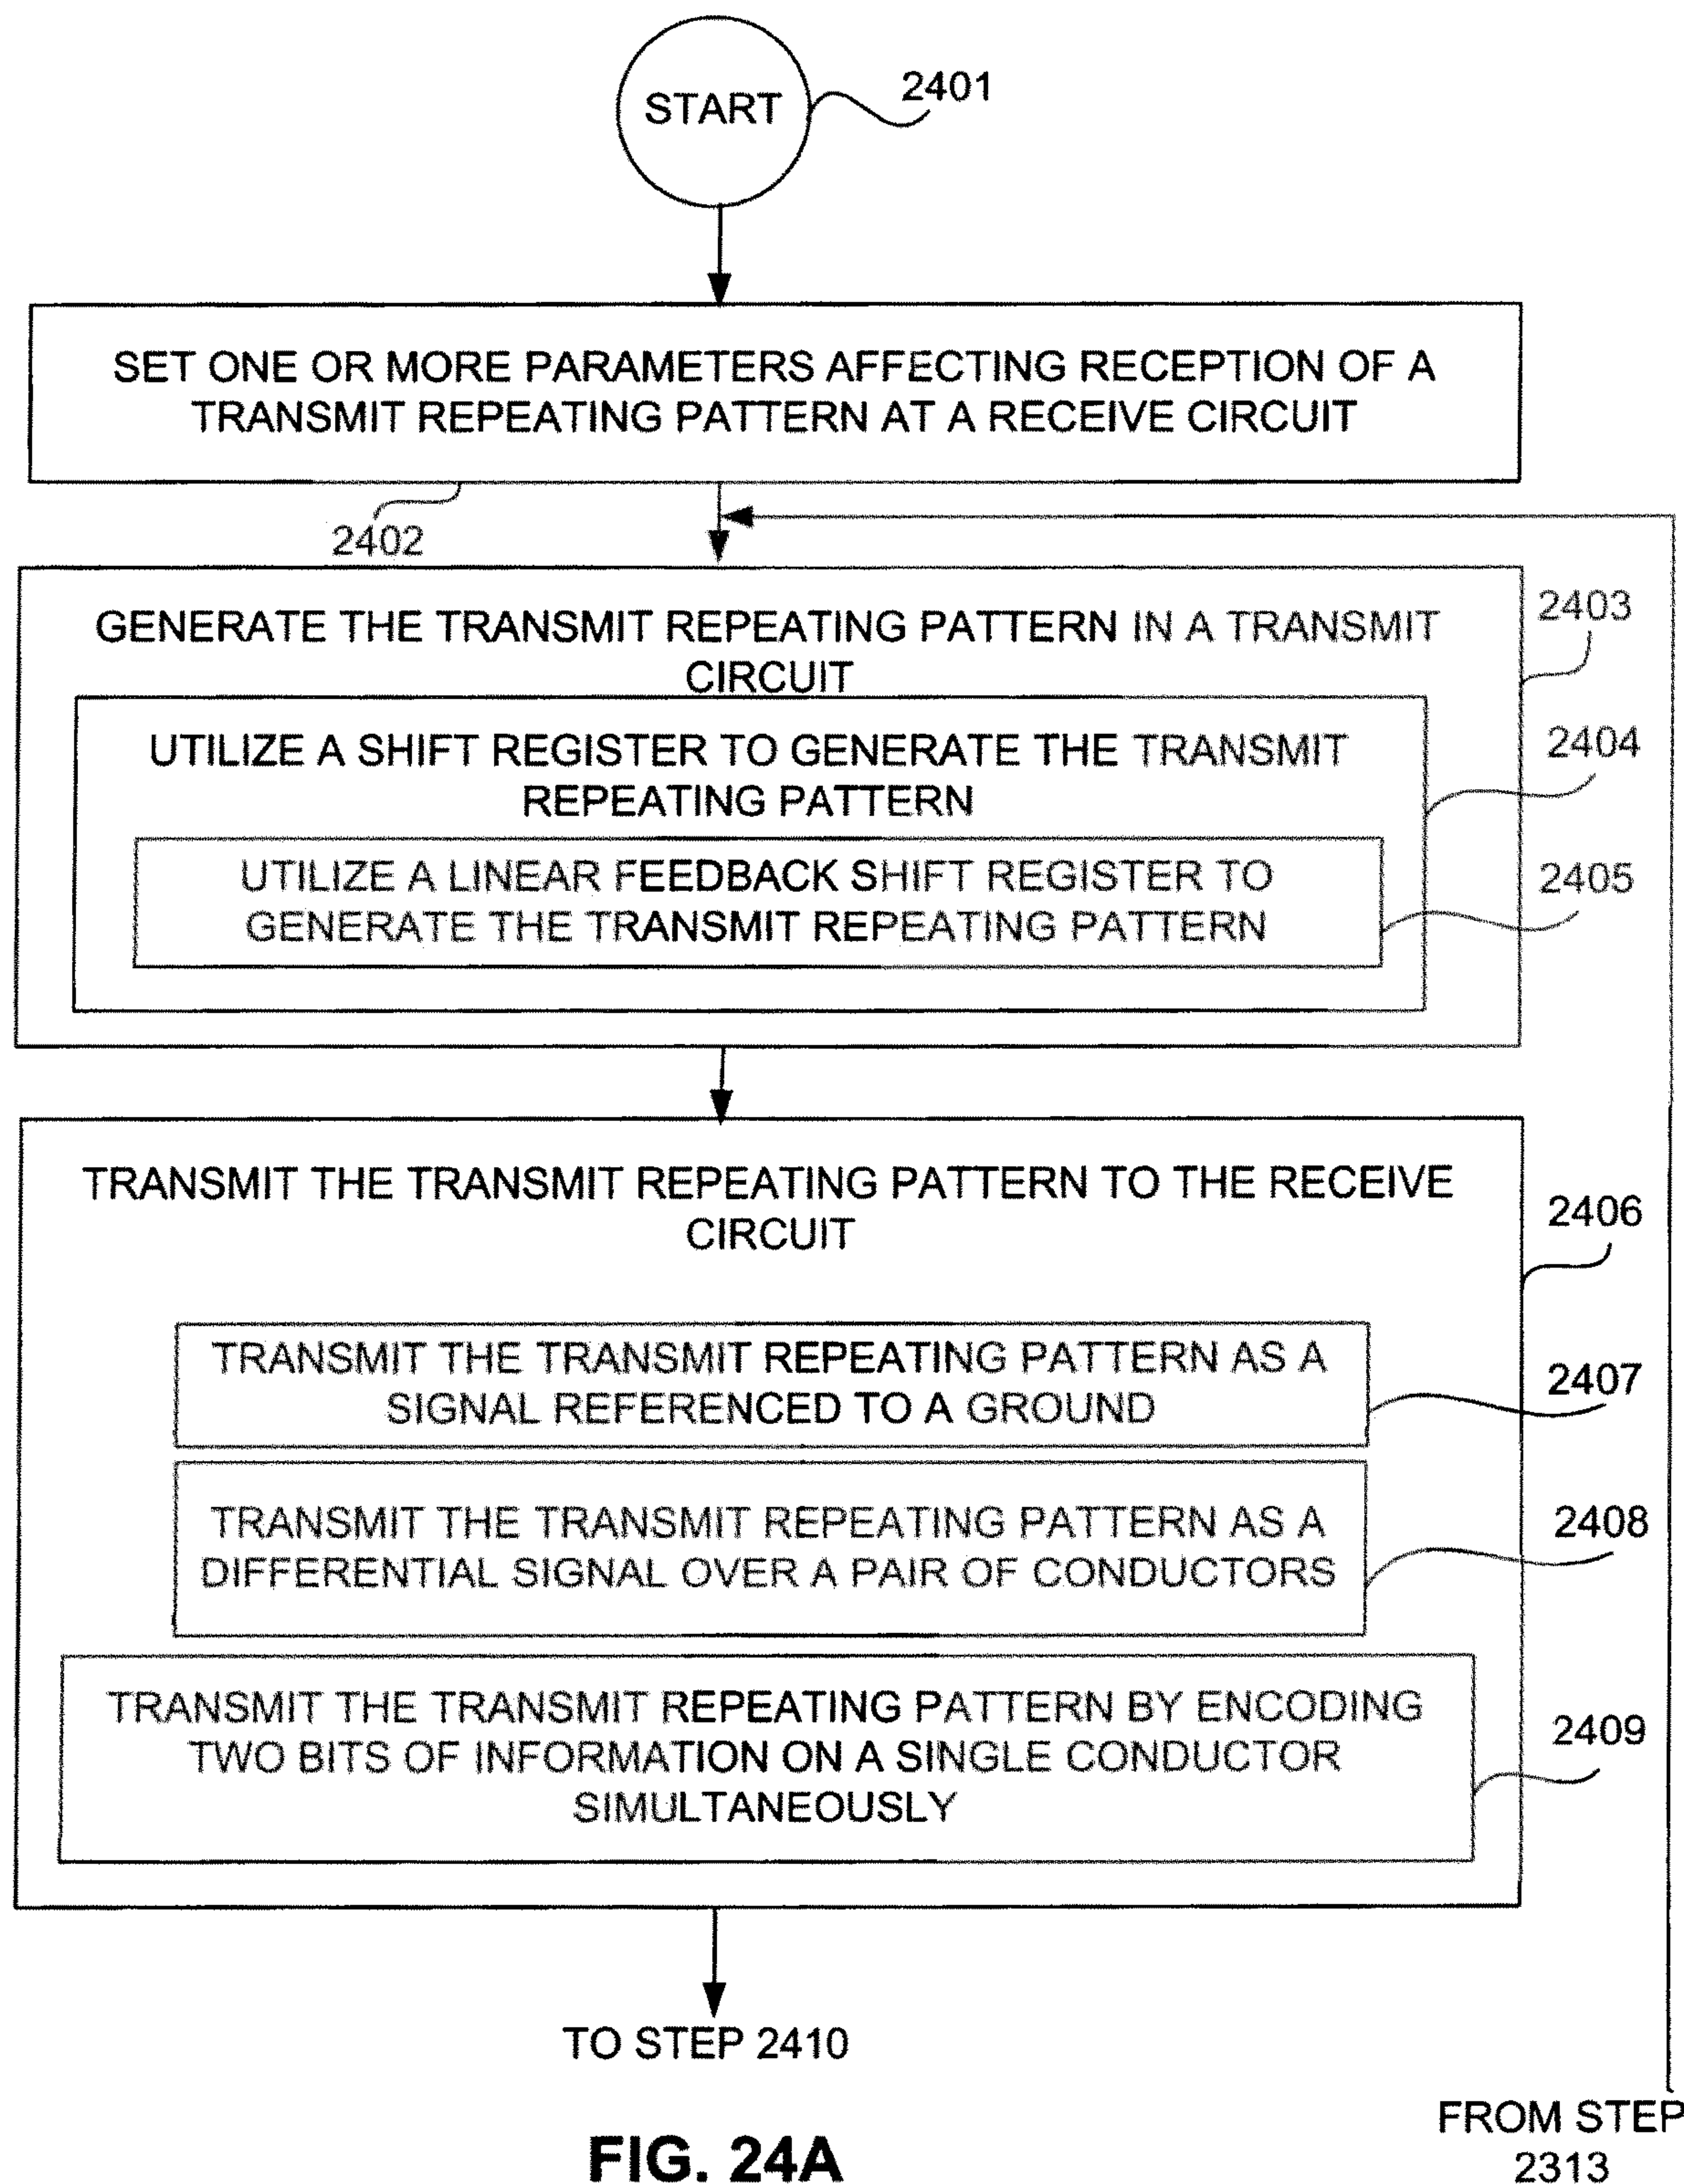 START
2401
SET ONE OR MORE PARAMETERS AFFECTING RECEPTION OF A
TRANSMIT REPEATING PATTERN AT A RECEIVE CIRCUIT
2402
GENERATE THE TRANSMIT REPEATING PATTERN IN A TRANSMIT
CIRCUIT
2403
UTILIZE A SHIFT REGISTER TO GENERATE THE TRANSMIT
REPEATING PATTERN
2404
UTILIZE A LINEAR FEEDBACK SHIFT REGISTER TO
GENERATE THE TRANSMIT REPEATING PATTERN
2405
TRANSMIT THE TRANSMIT REPEATING PATTERN TO THE RECEIVE
CIRCUIT
2406
TRANSMIT THE TRANSMIT REPEATING PATTERN AS A
SIGNAL REFERENCED TO A GROUND
2407
TRANSMIT THE TRANSMIT REPEATING PATTERN AS A
DIFFERENTIAL SIGNAL OVER A PAIR OF CONDUCTORS
2408
TRANSMIT THE TRANSMIT REPEATING PATTERN BY ENCODING
TWO BITS OF INFORMATION ON A SINGLE CONDUCTOR
SIMULTANEOUSLY
2409
TO STEP 2410
FROM STEP
2313
FIG. 24A